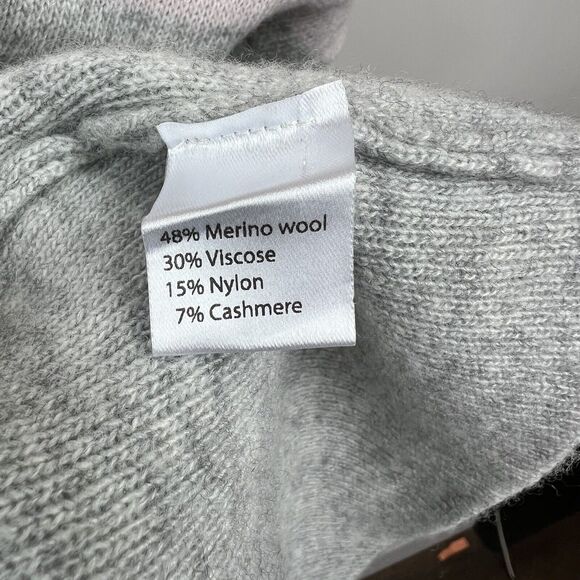 48% Merino wool
30% Viscose
15% Nylon
7% Cashmere